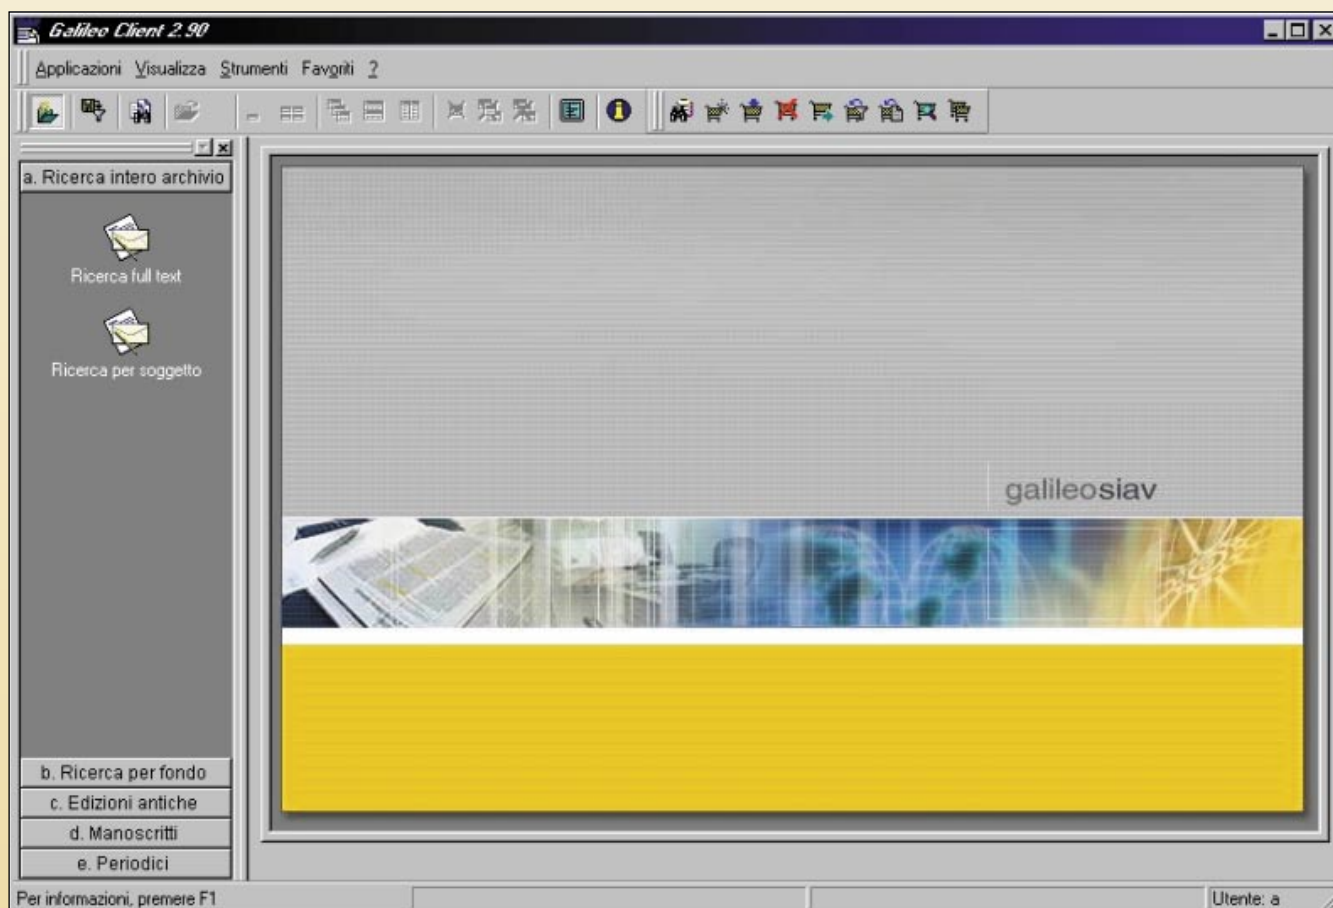 Galileo Client 2.90
Applicazioni Visualizza Strumenti Favoriti ?
a. Ricerca intero archivio
Ricerca full text
Ricerca per soggetto
galileosiav
b. Ricerca per fondo
c. Edizioni antiche
d. Manoscritti
e. Periodici
Per informazioni, premere F1
Utente: a